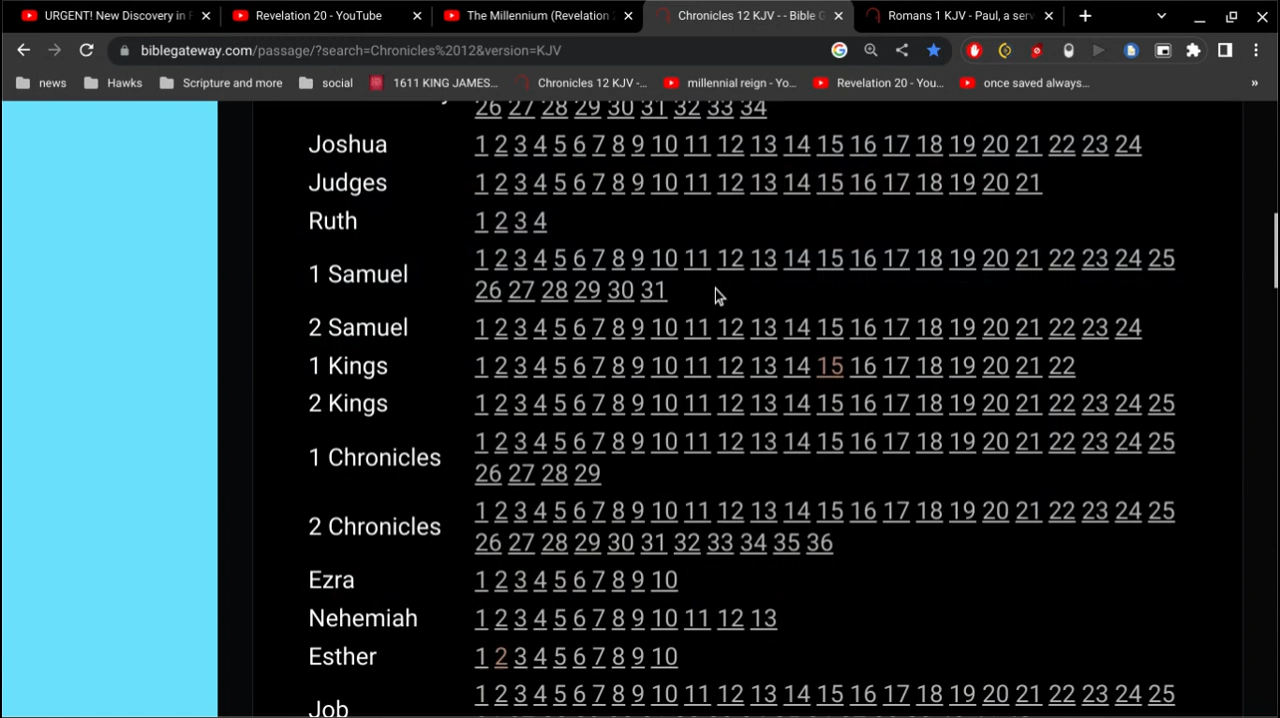 URGENT! New Discovery in
Revelation 20 - YouTube
The Millennium (Revelation
Chronicles 12 KJV - - Bible G
Romans 1 KJV - Paul, a serv
biblegateway.com/passage/?search=Chronicles%2012&version=KJV
news
Hawks
Scripture and more
social
1611 KING JAMES...
Chronicles 12 KJV -...
millennial reign - Yo...
Revelation 20 - You...
once saved always...
26 27 28 29 30 31 32 33 34
Joshua 1 2 3 4 5 6 7 8 9 10 11 12 13 14 15 16 17 18 19 20 21 22 23 24
Judges 1 2 3 4 5 6 7 8 9 10 11 12 13 14 15 16 17 18 19 20 21
Ruth 1 2 3 4
1 Samuel 1 2 3 4 5 6 7 8 9 10 11 12 13 14 15 16 17 18 19 20 21 22 23 24 25
26 27 28 29 30 31
2 Samuel 1 2 3 4 5 6 7 8 9 10 11 12 13 14 15 16 17 18 19 20 21 22 23 24
1 Kings 1 2 3 4 5 6 7 8 9 10 11 12 13 14 15 16 17 18 19 20 21 22
2 Kings 1 2 3 4 5 6 7 8 9 10 11 12 13 14 15 16 17 18 19 20 21 22 23 24 25
1 Chronicles 1 2 3 4 5 6 7 8 9 10 11 12 13 14 15 16 17 18 19 20 21 22 23 24 25
26 27 28 29
2 Chronicles 1 2 3 4 5 6 7 8 9 10 11 12 13 14 15 16 17 18 19 20 21 22 23 24 25
26 27 28 29 30 31 32 33 34 35 36
Ezra 1 2 3 4 5 6 7 8 9 10
Nehemiah 1 2 3 4 5 6 7 8 9 10 11 12 13
Esther 1 2 3 4 5 6 7 8 9 10
Job 1 2 3 4 5 6 7 8 9 10 11 12 13 14 15 16 17 18 19 20 21 22 23 24 25